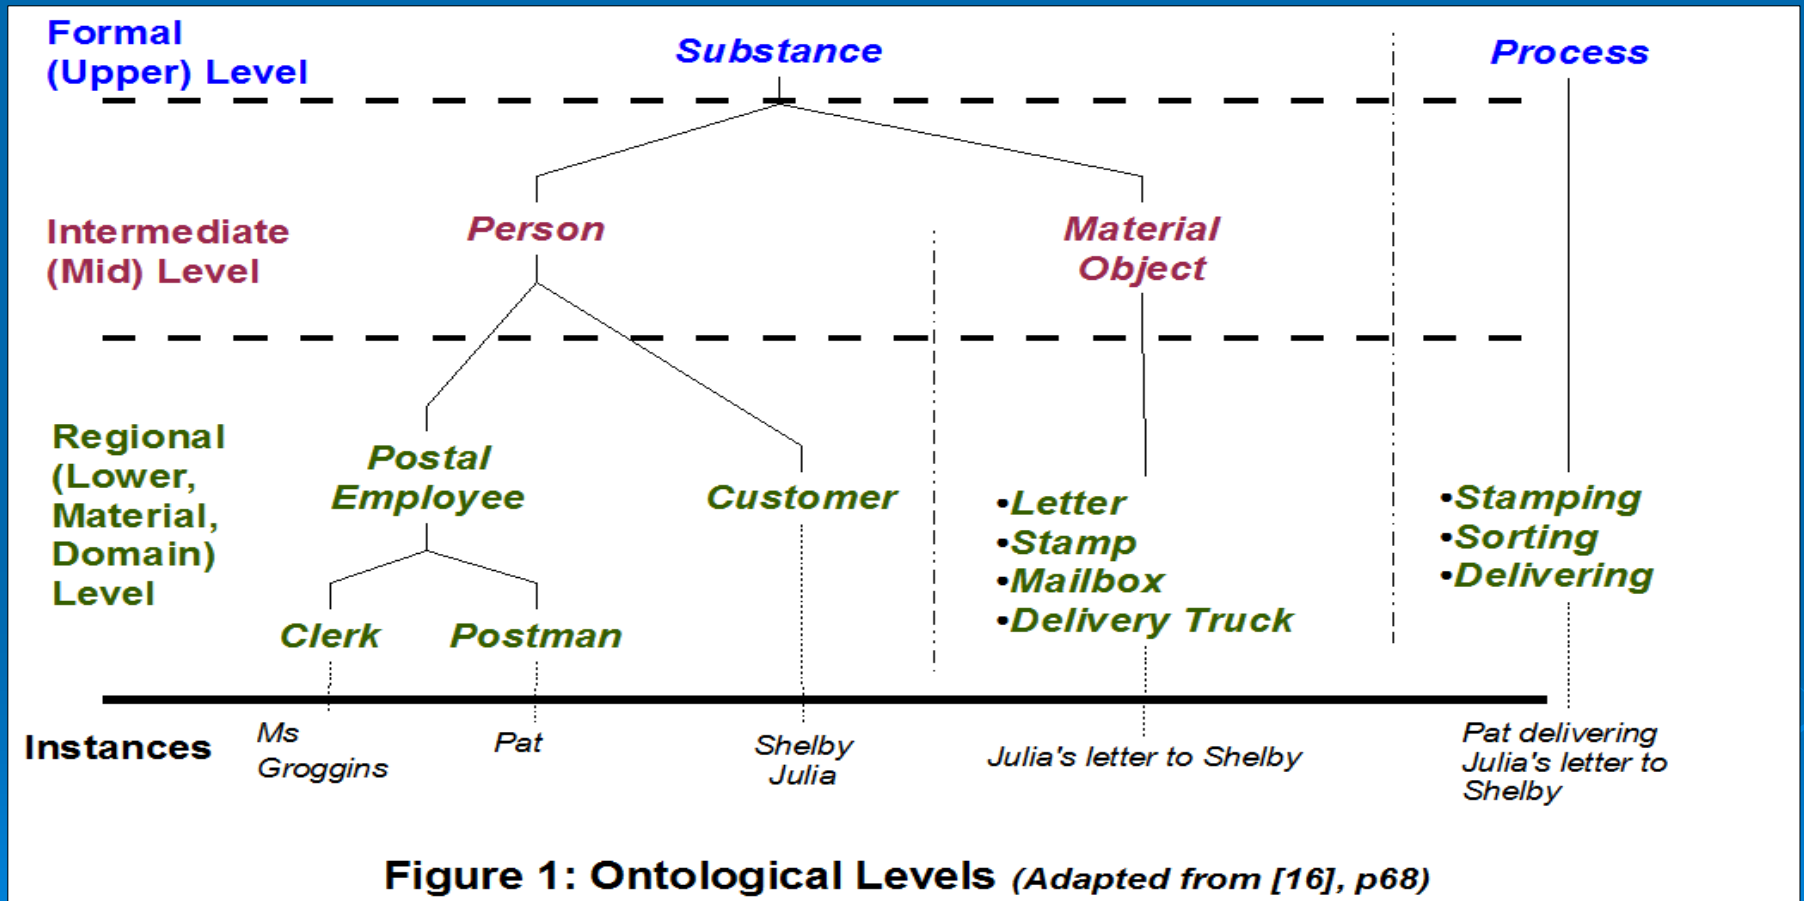 Formal
(Upper) Level
Substance
Process
Intermediate
(Mid) Level
Person
Material
Object
Regional
(Lower,
Material,
Domain)
Level
Postal
Employee
Customer
•Letter
•Stamp
•Mailbox
•Delivery Truck
•Stamping
•Sorting
•Delivering
Clerk
Postman
Instances
Ms
Groggins
Pat
Shelby
Julia
Julia's letter to Shelby
Pat delivering
Julia's letter to
Shelby
Figure 1: Ontological Levels (Adapted from [16], p68)